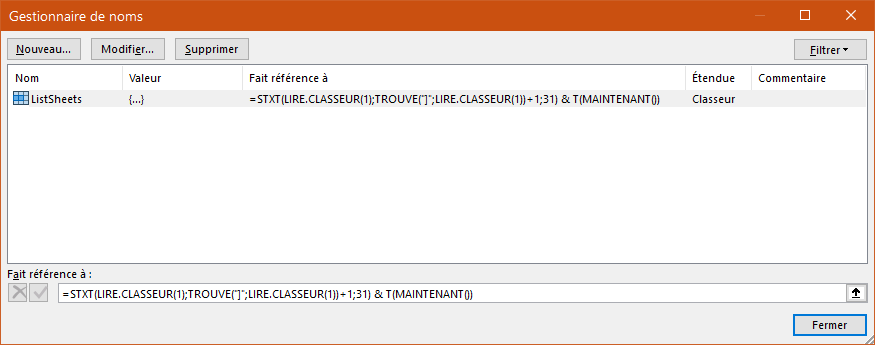 Gestionnaire de noms
Nouveau... Modifier... Supprimer Filtrer
Nom Valeur Fait référence à Étendue Commentaire
ListSheets {...} =STXT(LIRE.CLASSEUR(1);TROUVE("]";LIRE.CLASSEUR(1))+1;31) & T(MAINTENANT()) Classeur
Fait référence à :
=STXT(LIRE.CLASSEUR(1);TROUVE("]";LIRE.CLASSEUR(1))+1;31) & T(MAINTENANT())
Fermer